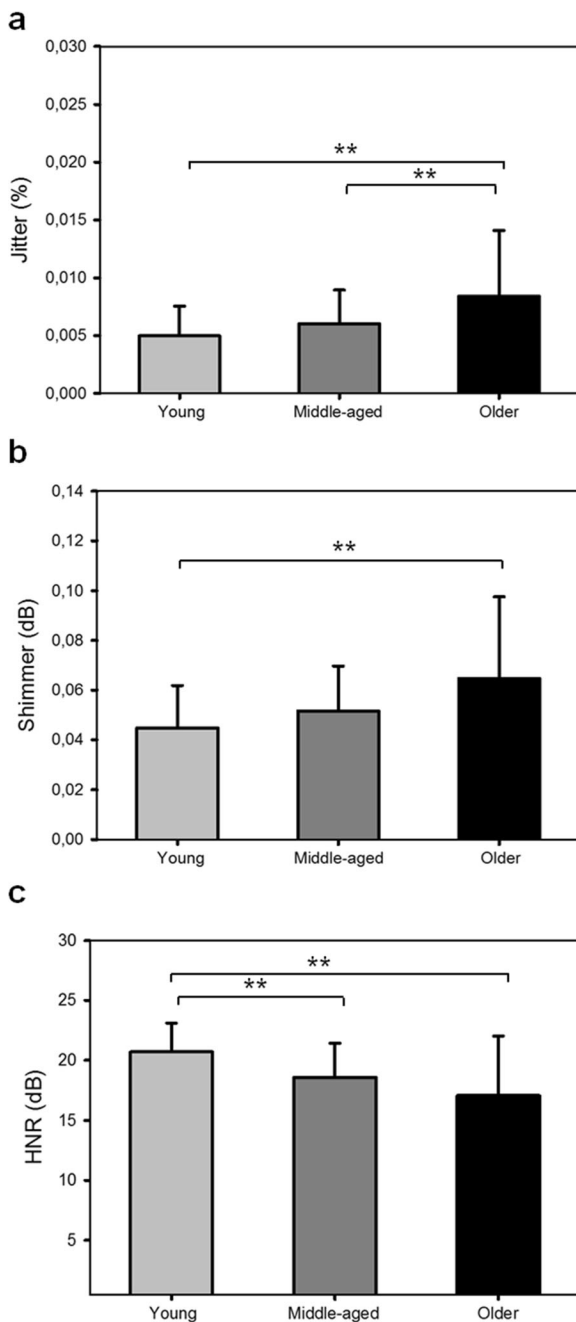 a
0,030
0,025
0,020
0,015
0,010
0,005
0,000
Jitter (%)
**
**
Young Middle-aged Older
b
0,14
0,12
0,10
0,08
0,06
0,04
0,02
0,00
Shimmer (dB)
**
Young Middle-aged Older
c
30
25
20
15
10
5
HNR (dB)
**
**
Young Middle-aged Older